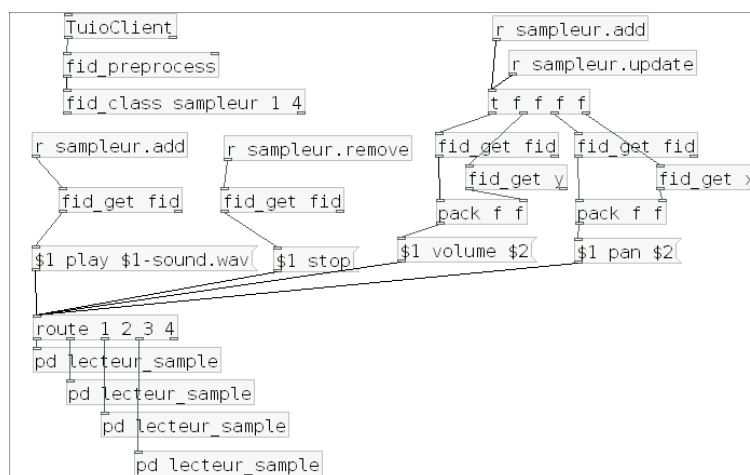 TuioClient
fid_preprocess
fid_class sampleur 1 4
r sampleur.add
r sampleur.update
t f f f f
r sampleur.add
r sampleur.remove
fid_get fid
fid_get fid
fid_get y
fid_get x
fid_get fid
fid_get fid
pack f f
pack f f
$1 play $1-sound.wav
$1 stop
$1 volume $2
$1 pan $2
route 1 2 3 4
pd lecteur_sample
pd lecteur_sample
pd lecteur_sample
pd lecteur_sample